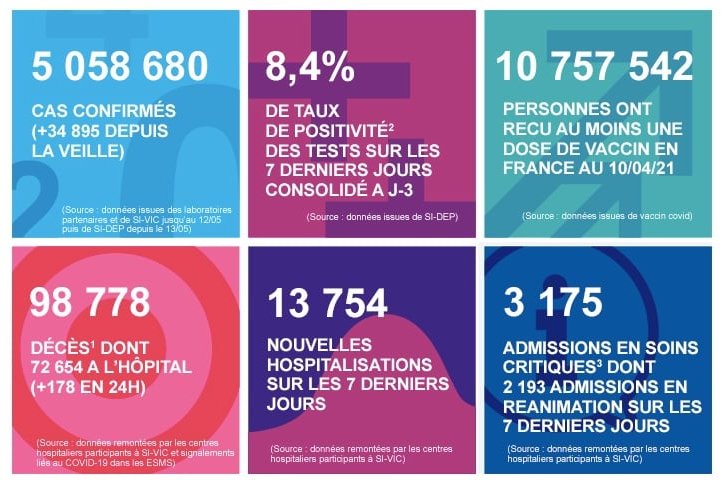 5 058 680
CAS CONFIRMÉS
(+34 895 DEPUIS
LA VEILLE)
(Source : données issues des laboratoires
partenaires et de SI-VIC jusqu'au 12/05
puis de SI-DEP depuis le 13/05)
8,4%
DE TAUX
DE POSITIVITÉ²
DES TESTS SUR LES
7 DERNIERS JOURS
CONSOLIDÉ A J-3
(Source : données issues de SI-DEP)
10 757 542
PERSONNES ONT
RECU AU MOINS UNE
DOSE DE VACCIN EN
FRANCE AU 10/04/21
(Source : données issues de vaccin covid)
98 778
DÉCÈS¹ DONT
72 654 A L'HÔPITAL
(+178 EN 24H)
(Source : données remontées par les centres
hospitaliers participants à SI-VIC et signalements
liés au COVID-19 dans les ESMS)
13 754
NOUVELLES
HOSPITALISATIONS
SUR LES 7 DERNIERS
JOURS
(Source : données remontées par les centres
hospitaliers participants à SI-VIC)
3 175
ADMISSIONS EN SOINS
CRITIQUES³ DONT
2 193 ADMISSIONS EN
REANIMATION SUR LES
7 DERNIERS JOURS
(Source : données remontées par les centres
hospitaliers participants à SI-VIC)